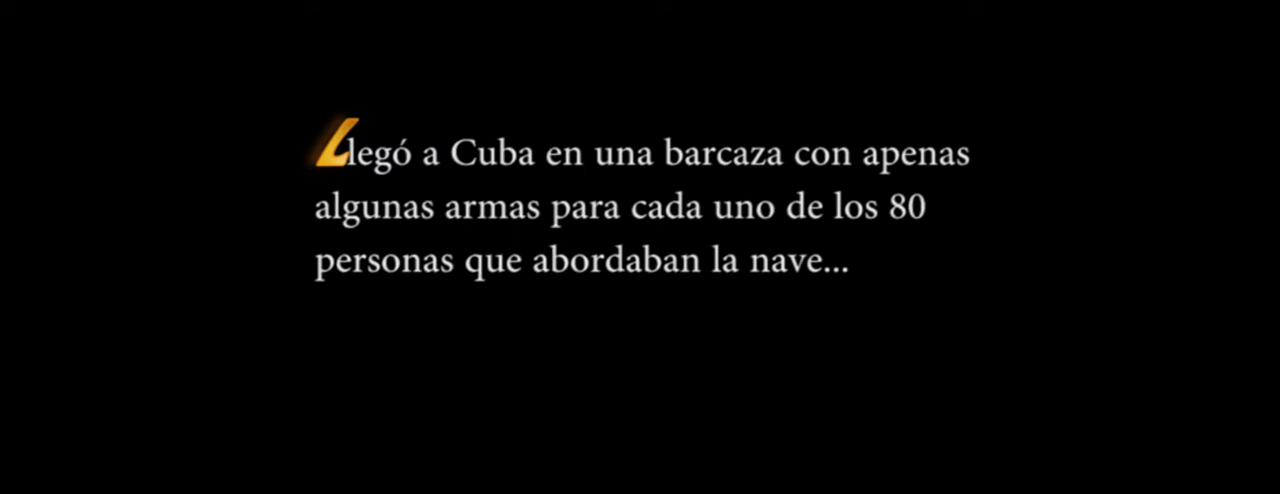 Llegó a Cuba en una barcaza con apenas
algunas armas para cada uno de los 80
personas que abordaban la nave...